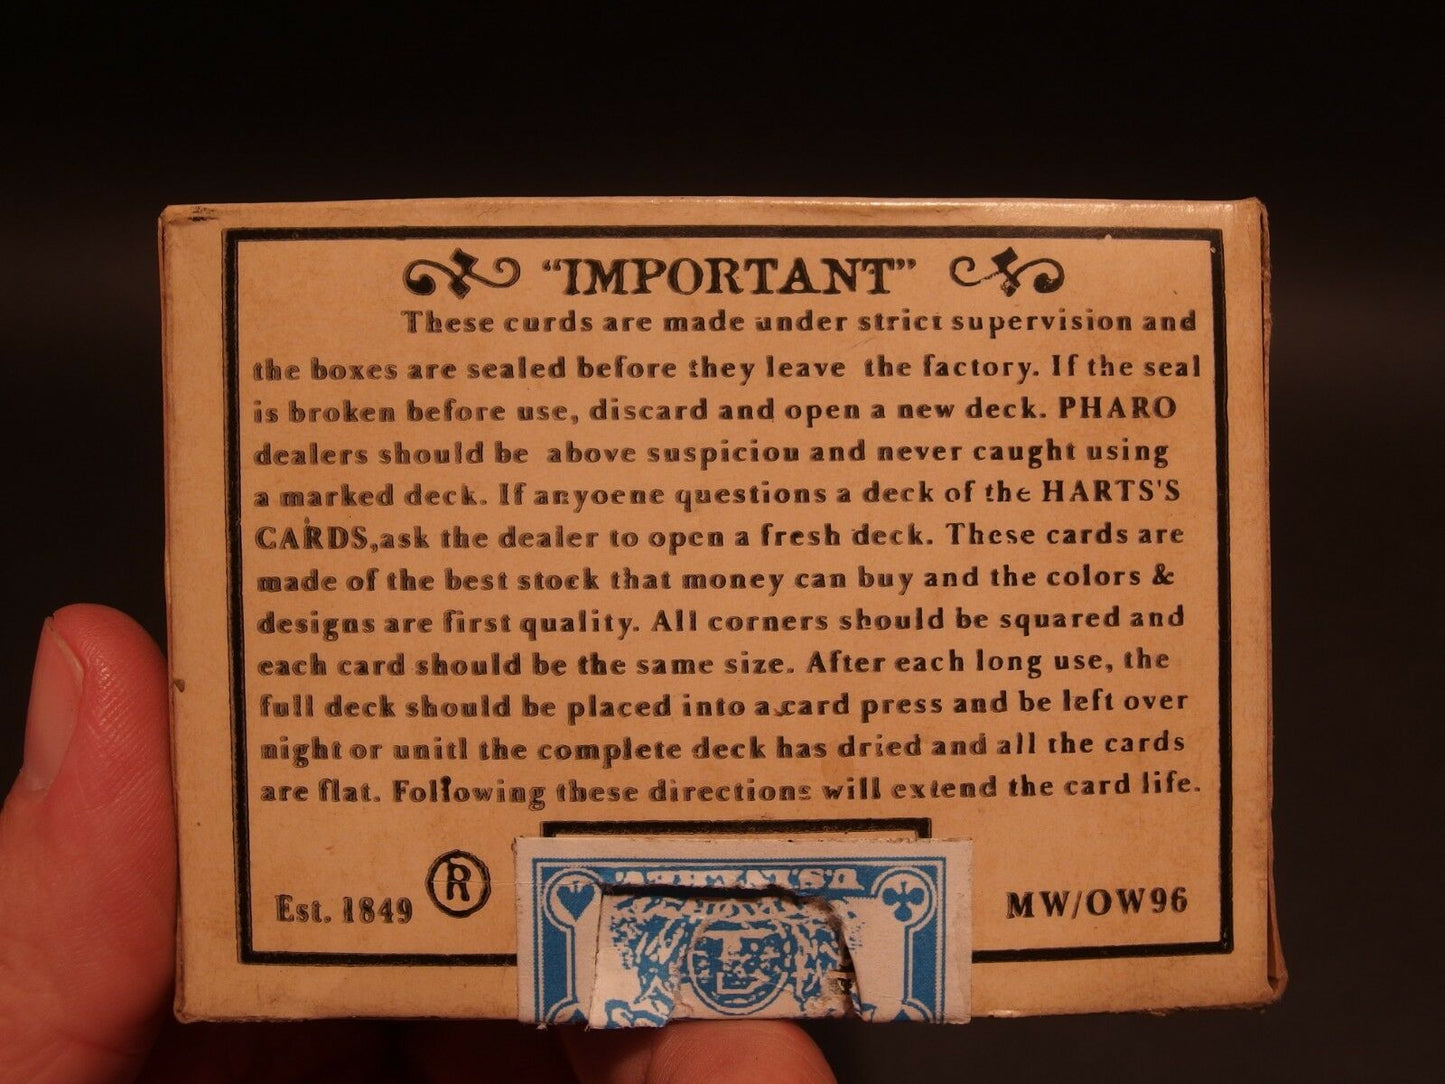 "IMPORTANT"
These curds are made under strict supervision and
the boxes are sealed before they leave the factory. If the seal
is broken before use, discard and open a new deck. PHARO
dealers should be above suspiciou and never caught using
a marked deck. If anyoene questions a deck of the HARTS'S
CARDS,ask the dealer to open a fresh deck. These cards are
made of the best stock that money can buy and the colors &
designs are first quality. All corners should be squared and
each card should be the same size. After each long use, the
full deck should be placed into a card press and be left over
night or unitl the complete deck has dried and all the cards
are flat. Following these directions will extend the card life.
Est. 1849 ®
MW/OW96